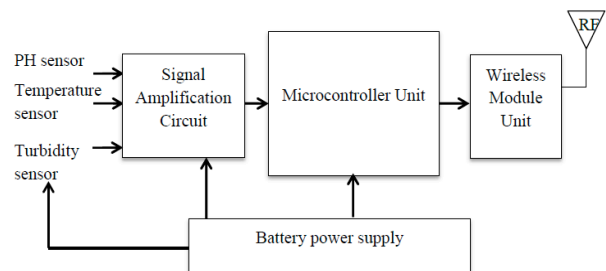 PH sensor
Temperature
sensor
Turbidity
sensor
Signal
Amplification
Circuit
Microcontroller Unit
Wireless
Module
Unit
RF
Battery power supply